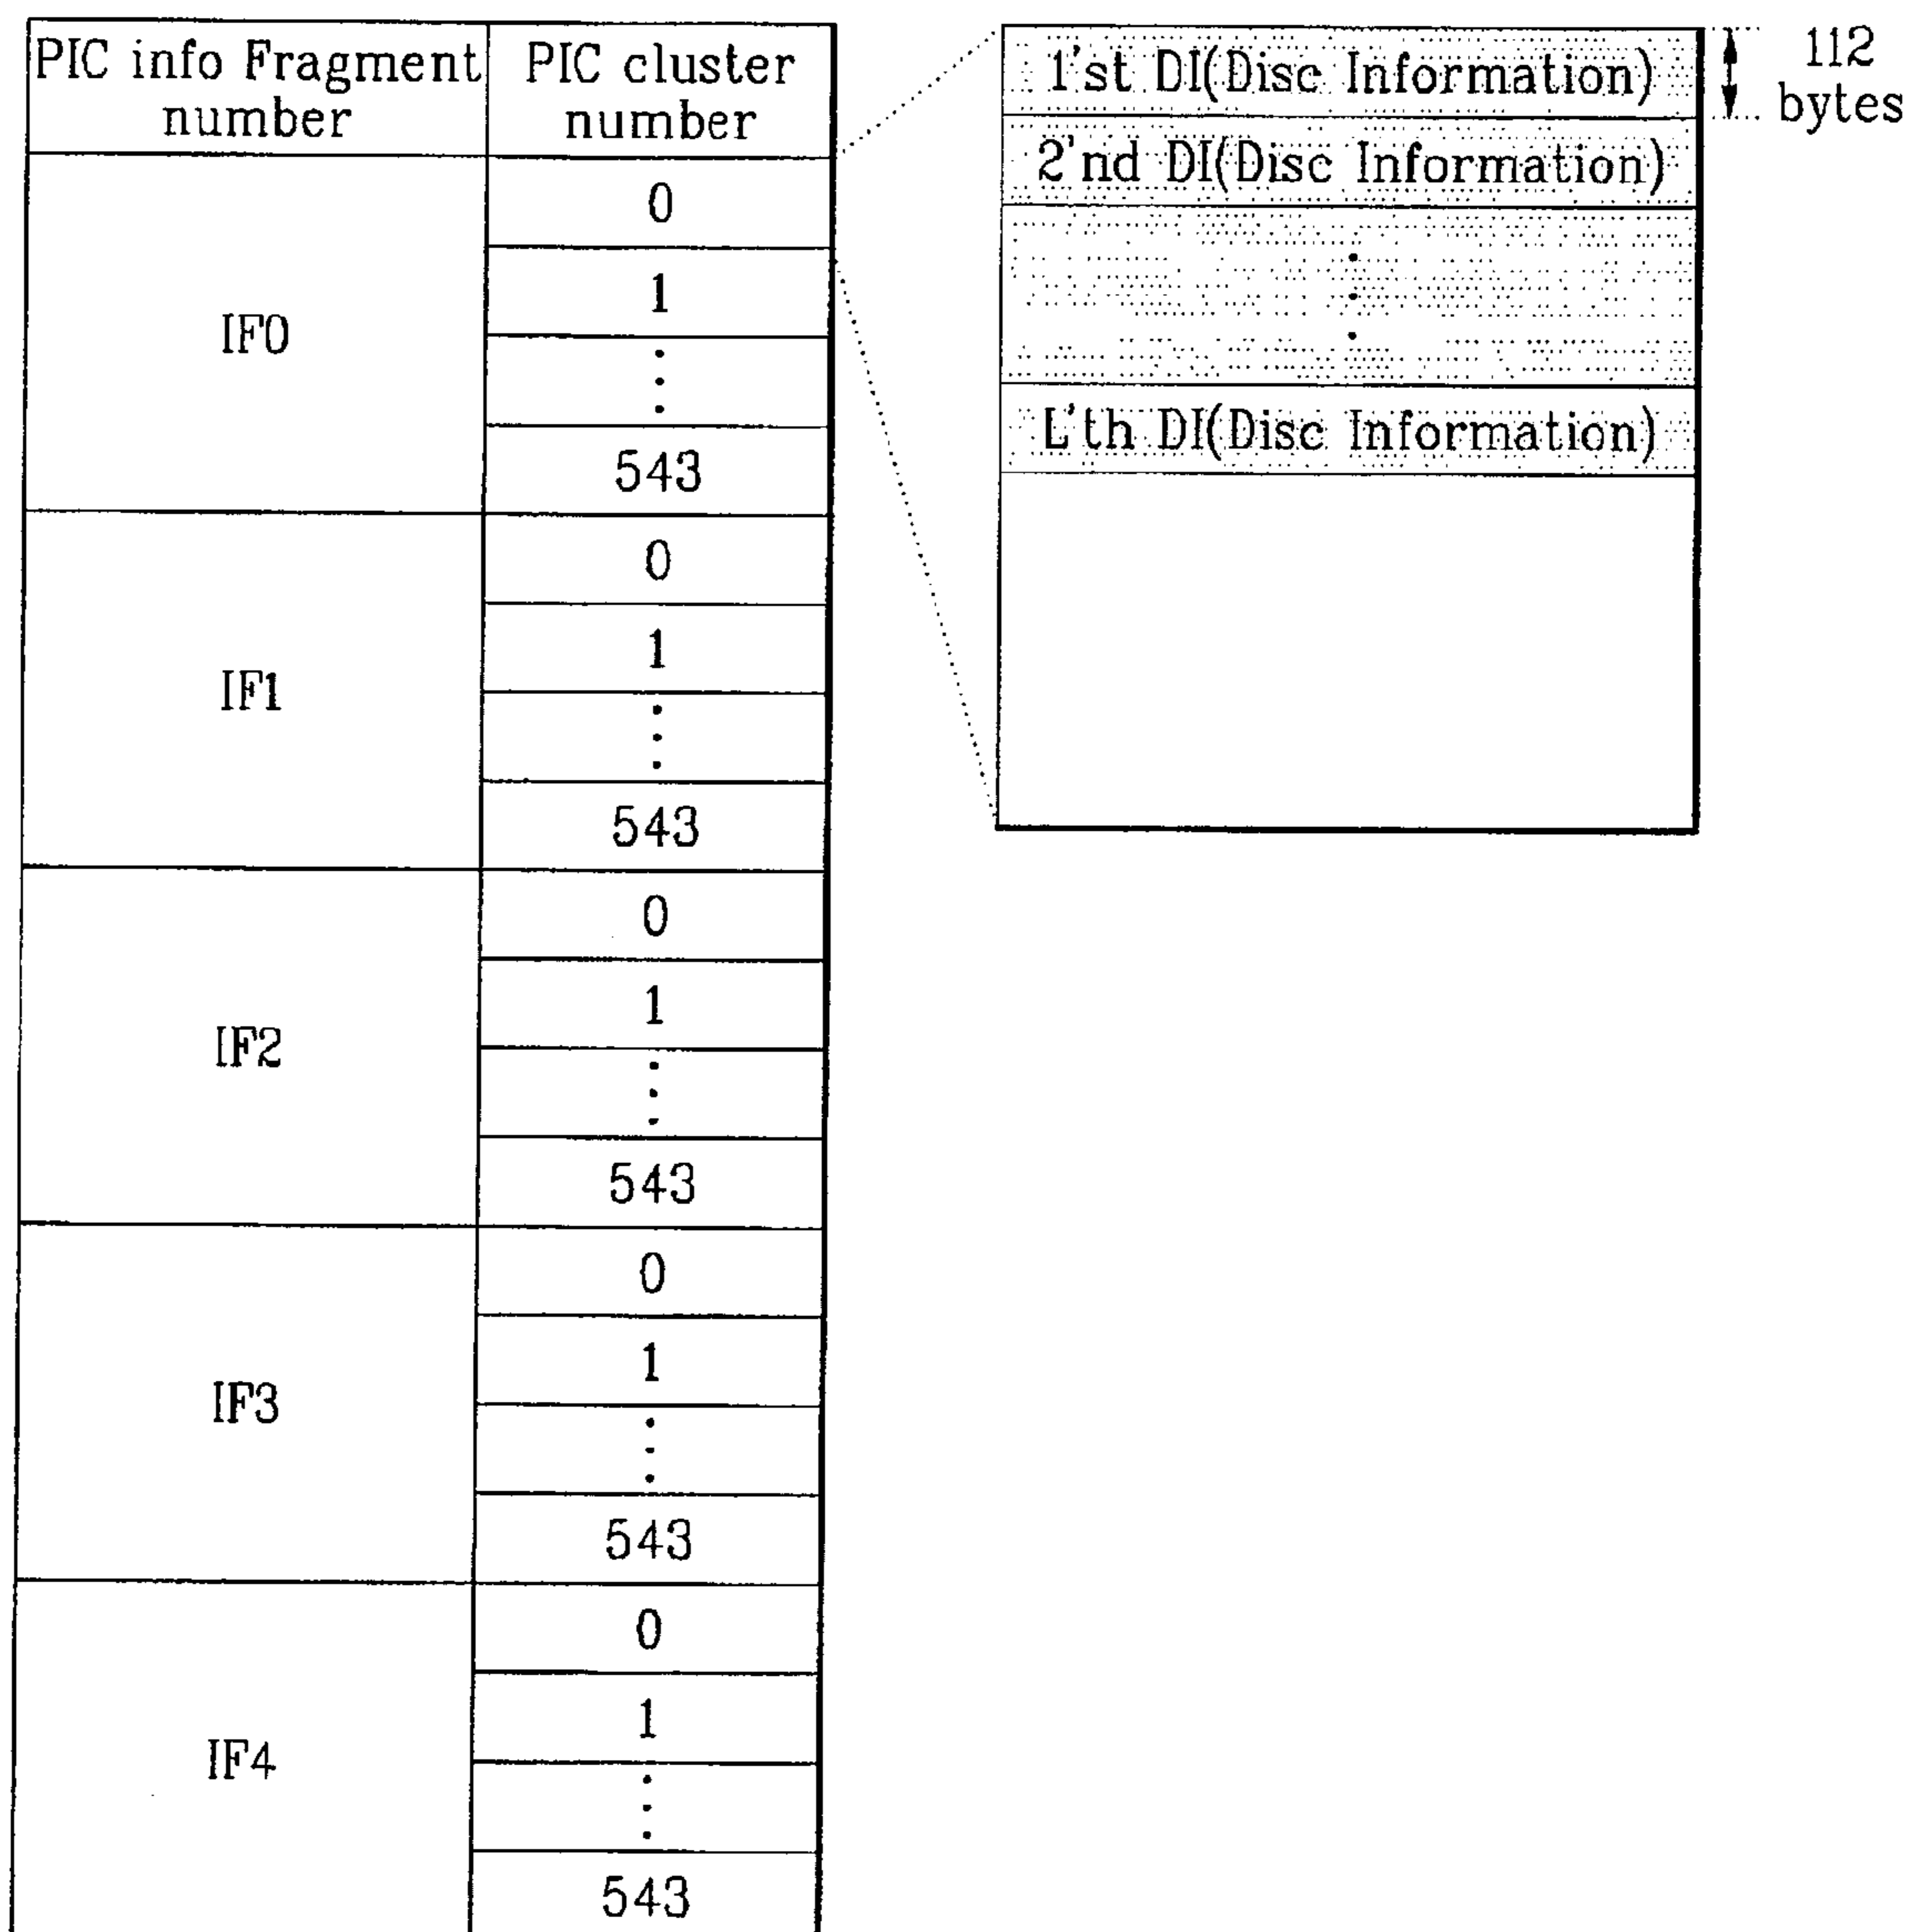 PIC info Fragment
number
PIC cluster
number
IF0
0
1
543
IF1
0
1
543
IF2
0
1
543
IF3
0
1
543
IF4
0
1
543
1'st DI(Disc Information)
2'nd DI(Disc Information)
L'th DI(Disc Information)
112
bytes